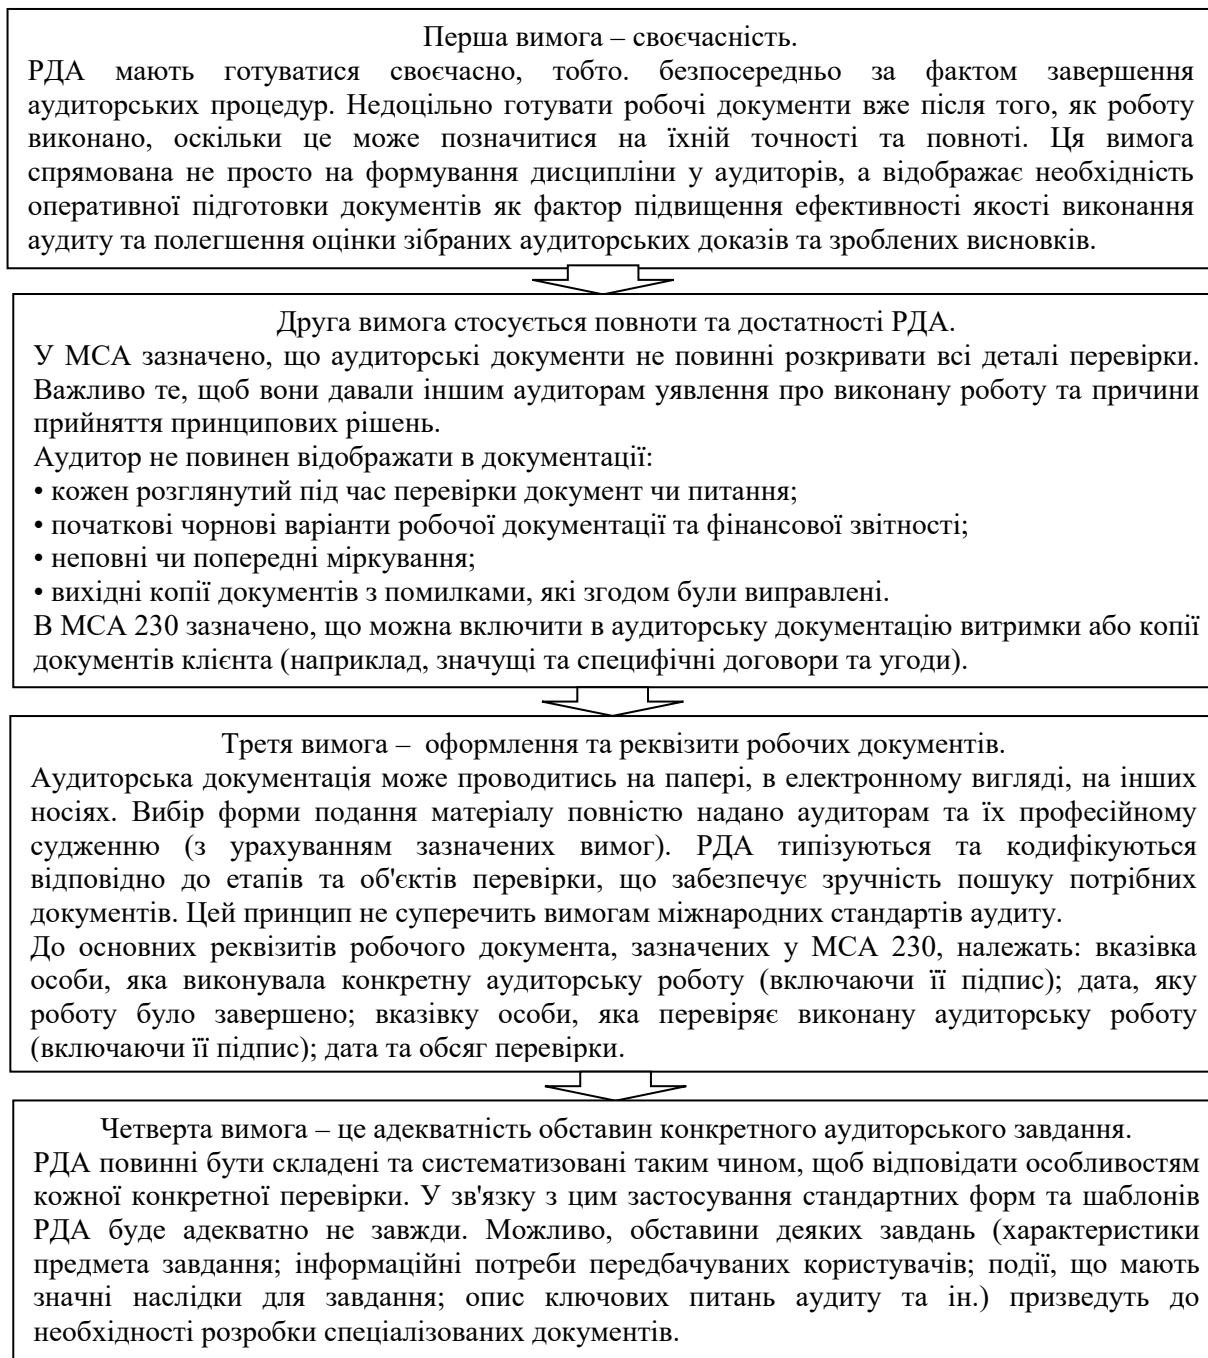 Перша вимога – своєчасність.
РДА мають готуватися своєчасно, тобто. безпосередньо за фактом завершення
аудиторських процедур. Недоцільно готувати робочі документи вже після того, як роботу
виконано, оскільки це може позначитися на їхній точності та повноті. Ця вимога
спрямована не просто на формування дисципліни у аудиторів, а відображає необхідність
оперативної підготовки документів як фактор підвищення ефективності якості виконання
аудиту та полегшення оцінки зібраних аудиторських доказів та зроблених висновків.
Друга вимога стосується повноти та достатності РДА.
У МСА зазначено, що аудиторські документи не повинні розкривати всі деталі перевірки.
Важливо те, щоб вони давали іншим аудиторам уявлення про виконану роботу та причини
прийняття принципових рішень.
Аудитор не повинен відображати в документації:
• кожен розглянутий під час перевірки документ чи питання;
• початкові чорнові варіанти робочої документації та фінансової звітності;
• неповні чи попередні міркування;
• вихідні копії документів з помилками, які згодом були виправлені.
В МСА 230 зазначено, що можна включити в аудиторську документацію витримки або копії
документів клієнта (наприклад, значущі та специфічні договори та угоди).
Третя вимога – оформлення та реквізити робочих документів.
Аудиторська документація може проводитись на папері, в електронному вигляді, на інших
носіях. Вибір форми подання матеріалу повністю надано аудиторам та їх професійному
судженню (з урахуванням зазначених вимог). РДА типізуються та кодифікуються
відповідно до етапів та об'єктів перевірки, що забезпечує зручність пошуку потрібних
документів. Цей принцип не суперечить вимогам міжнародних стандартів аудиту.
До основних реквізитів робочого документа, зазначених у МСА 230, належать: вказівка
особи, яка виконувала конкретну аудиторську роботу (включаючи її підпис); дата, яку
роботу було завершено; вказівку особи, яка перевіряє виконану аудиторську роботу
(включаючи її підпис); дата та обсяг перевірки.
Четверта вимога – це адекватність обставин конкретного аудиторського завдання.
РДА повинні бути складені та систематизовані таким чином, щоб відповідати особливостям
кожної конкретної перевірки. У зв'язку з цим застосування стандартних форм та шаблонів
РДА буде адекватно не завжди. Можливо, обставини деяких завдань (характеристики
предмета завдання; інформаційні потреби передбачуваних користувачів; події, що мають
значні наслідки для завдання; опис ключових питань аудиту та ін.) призведуть до
необхідності розробки спеціалізованих документів.